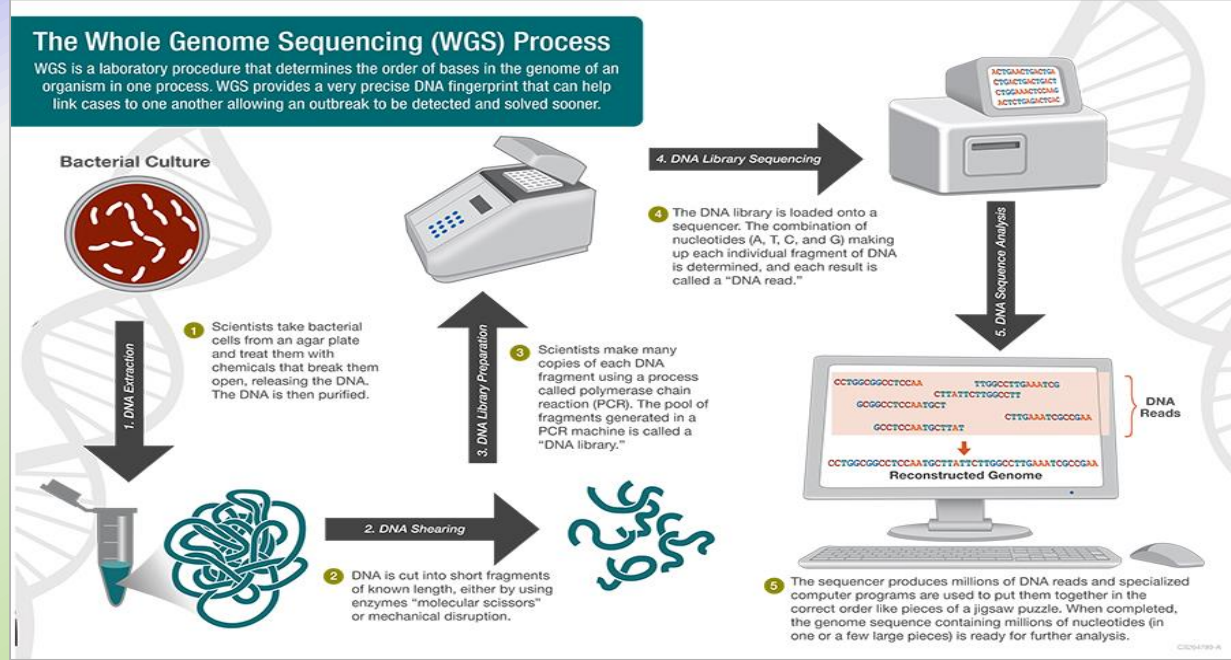 The Whole Genome Sequencing (WGS) Process
WGS is a laboratory procedure that determines the order of bases in the genome of an
organism in one process. WGS provides a very precise DNA fingerprint that can help
link cases to one another allowing an outbreak to be detected and solved sooner.
Bacterial Culture
1. DNA Extraction
1 Scientists take bacterial
cells from an agar plate
and treat them with
chemicals that break them
open, releasing the DNA.
The DNA is then purified.
2. DNA Shearing
2 DNA is cut into short fragments
of known length, either by using
enzymes “molecular scissors”
or mechanical disruption.
3. DNA Library Preparation
3 Scientists make many
copies of each DNA
fragment using a process
called polymerase chain
reaction (PCR). The pool of
fragments generated in a
PCR machine is called a
“DNA library.”
4. DNA Library Sequencing
4 The DNA library is loaded onto a
sequencer. The combination of
nucleotides (A, T, C, and G) making
up each individual fragment of DNA
is determined, and each result is
called a “DNA read.”
ACTGAACTGACTGA
CTGACTGACTGACT
CTGGAAACTCCAAG
ACTCTGAGACTGAC
5. DNA Sequence Analysis
CCTGGCGGCCTCCAA TTGGCCTTGAAATCG
CTTATTCTTGGCCTT
GCGGCCTCCAATGCT
CTTGAAATCGCCGAA
GCCTCCAATGCTTAT
DNA
Reads
CCTGGCGGCCTCCAATGCTTATTCTTGGCCTTGAAATCGCCGAA
Reconstructed Genome
5 The sequencer produces millions of DNA reads and specialized
computer programs are used to put them together in the
correct order like pieces of a jigsaw puzzle. When completed,
the genome sequence containing millions of nucleotides (in
one or a few large pieces) is ready for further analysis.